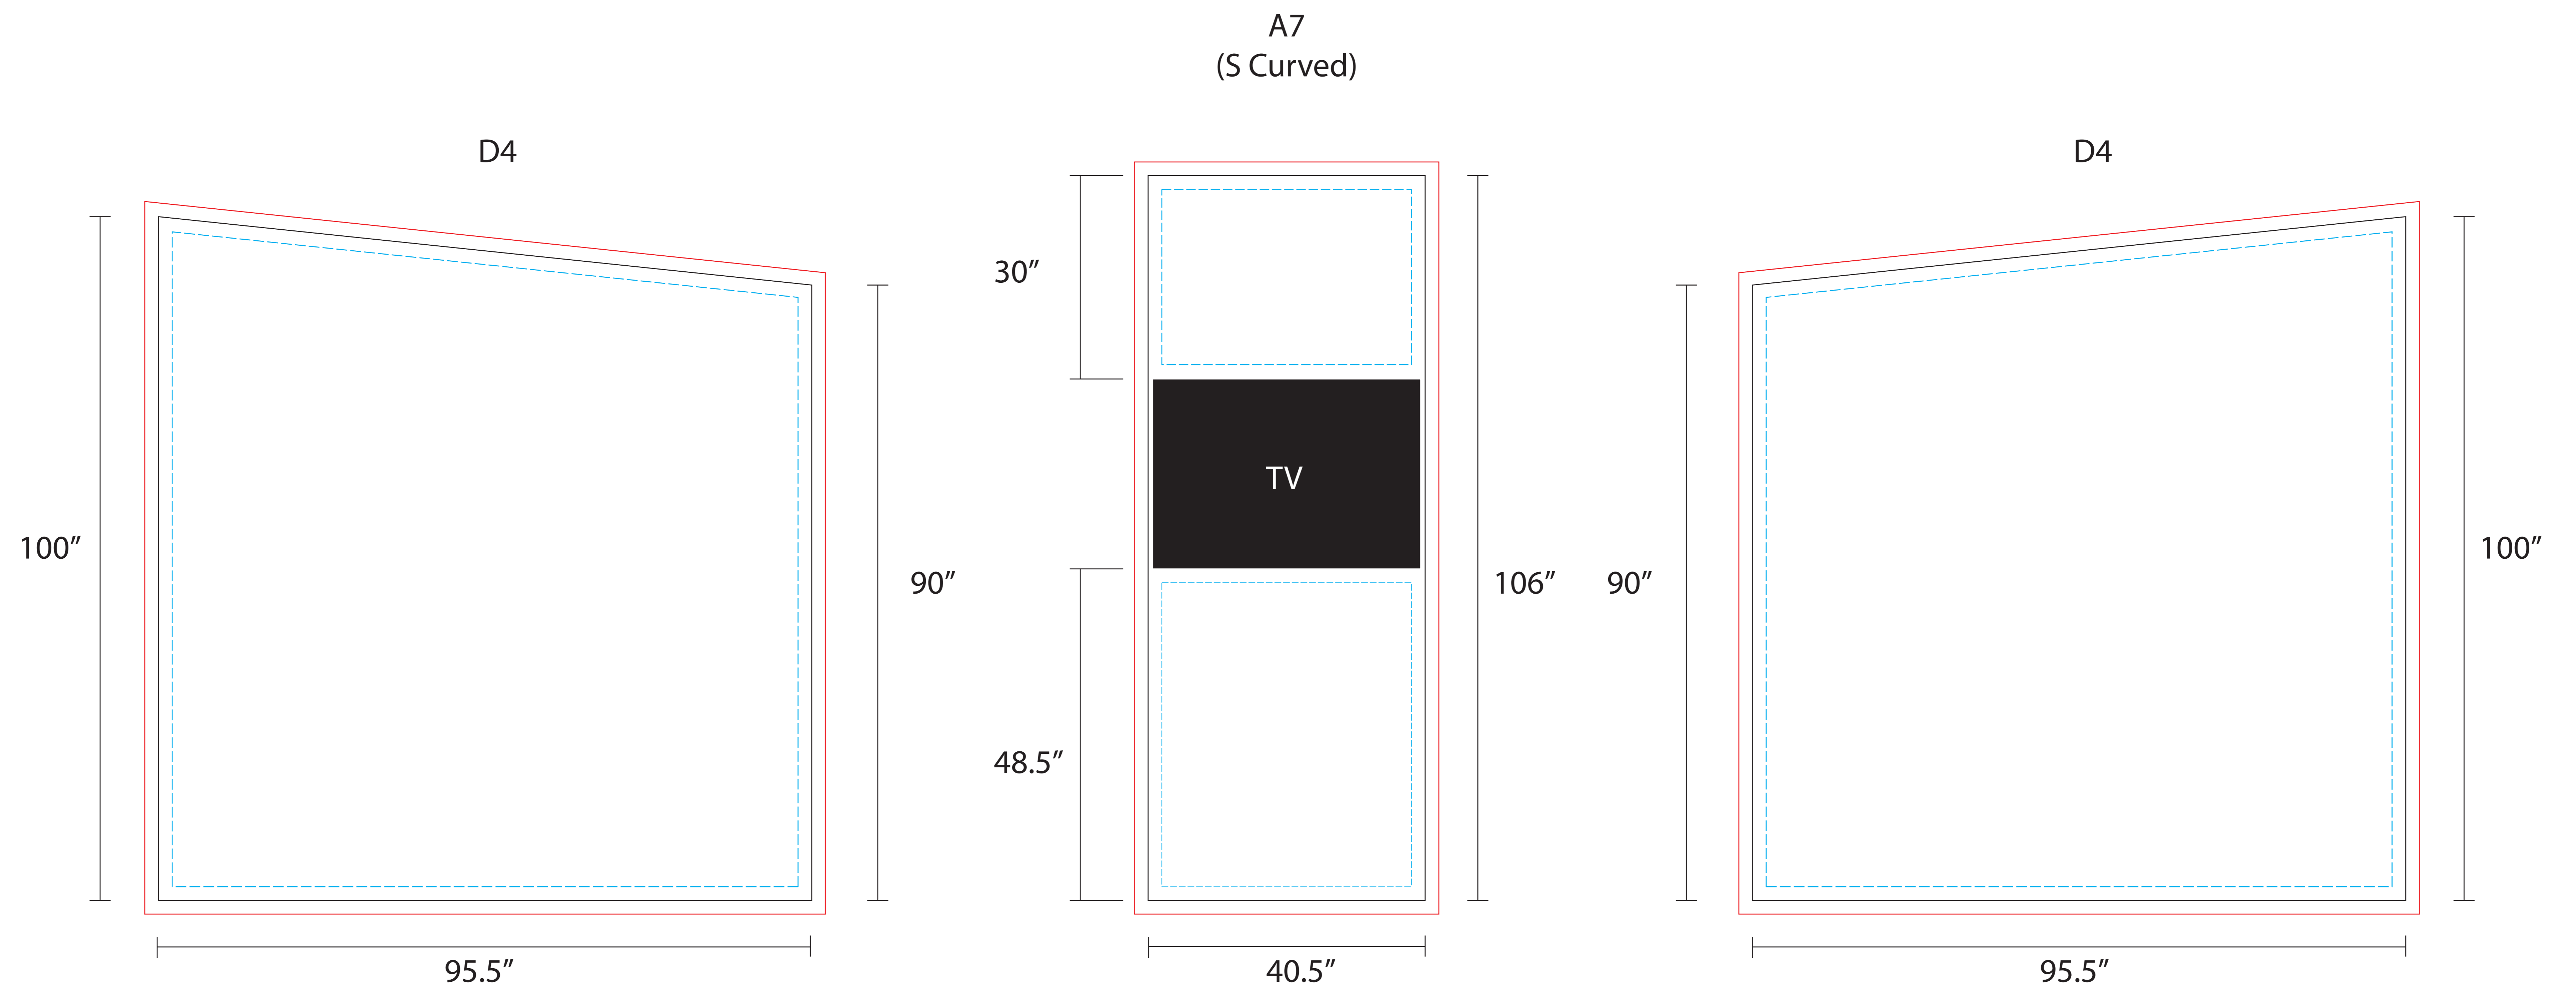 A7
(S Curved)
D4
D4
30”
TV
100”
90”
106”
90”
100”
48.5”
95.5”
40.5”
95.5”